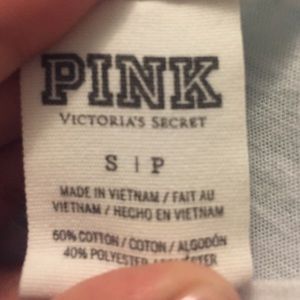 PINK
VICTORIA'S SECRET
S | P
MADE IN VIETNAM / FAIT AU
VIETNAM / HECHO EN VIETNAM
60% COTTON / COTON / ALGODÓN
40% POLYESTER